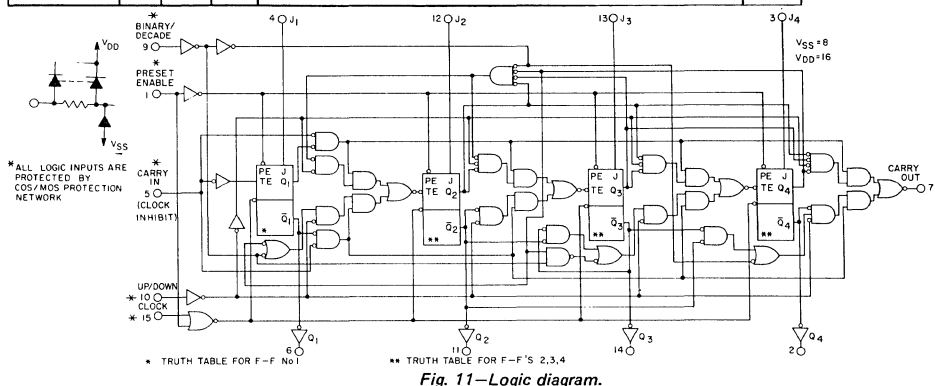 4 J1
12 J2
13 J3
3 J4
*
BINARY/
DECADE
9
VDD
*
PRESET
ENABLE
1
VSS
VSS=8
VDD=16
*ALL LOGIC INPUTS ARE
PROTECTED BY
COS/MOS PROTECTION
NETWORK
*
CARRY
IN
5
(CLOCK
INHIBIT)
PE J
TE Q1
Q̅1
*
PE J
TE Q2
Q̅2
**
PE J
TE Q3
Q̅3
**
PE J
TE Q4
Q̅4
**
CARRY
OUT
7
UP/DOWN
* 10
CLOCK
* 15
Q1
6
Q2
11
Q3
14
Q4
2
* TRUTH TABLE FOR F-F No 1
** TRUTH TABLE FOR F-F'S 2,3,4
Fig. 11—Logic diagram.